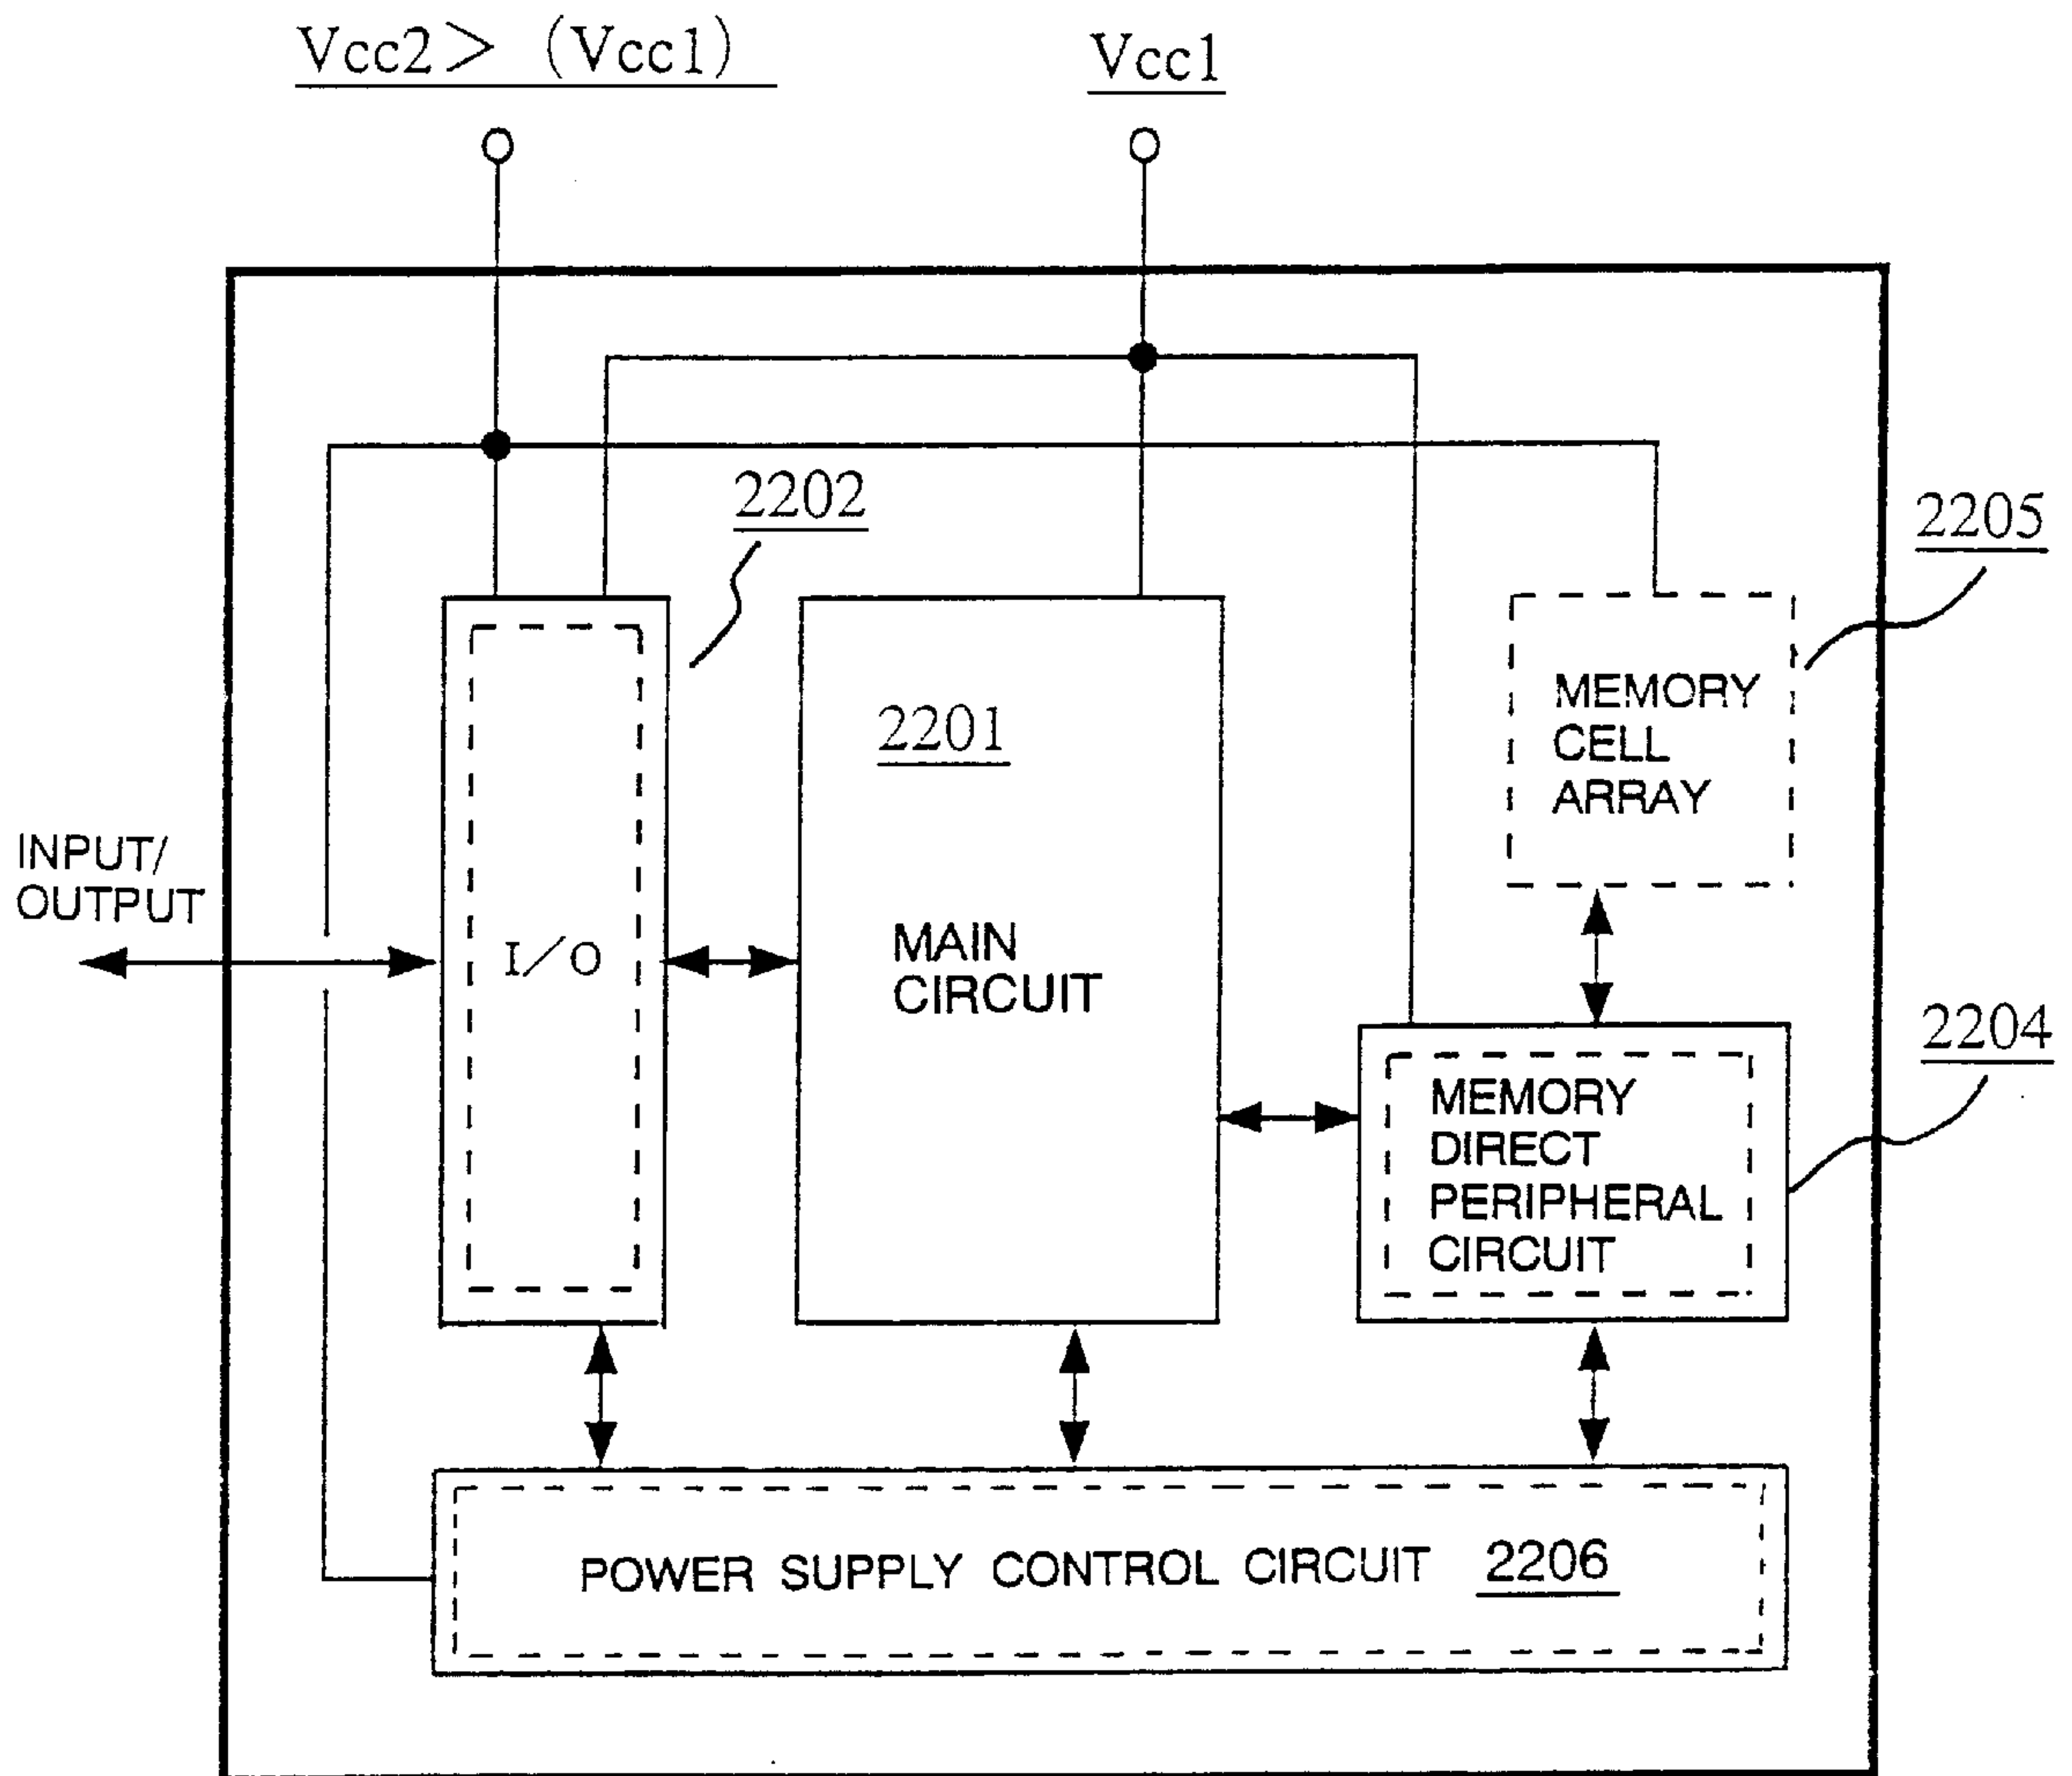 Vcc2> (Vcc1)
Vcc1
2202
2205
2201
MEMORY
CELL
ARRAY
INPUT/
OUTPUT
I/O
MAIN
CIRCUIT
2204
MEMORY
DIRECT
PERIPHERAL
CIRCUIT
POWER SUPPLY CONTROL CIRCUIT 2206